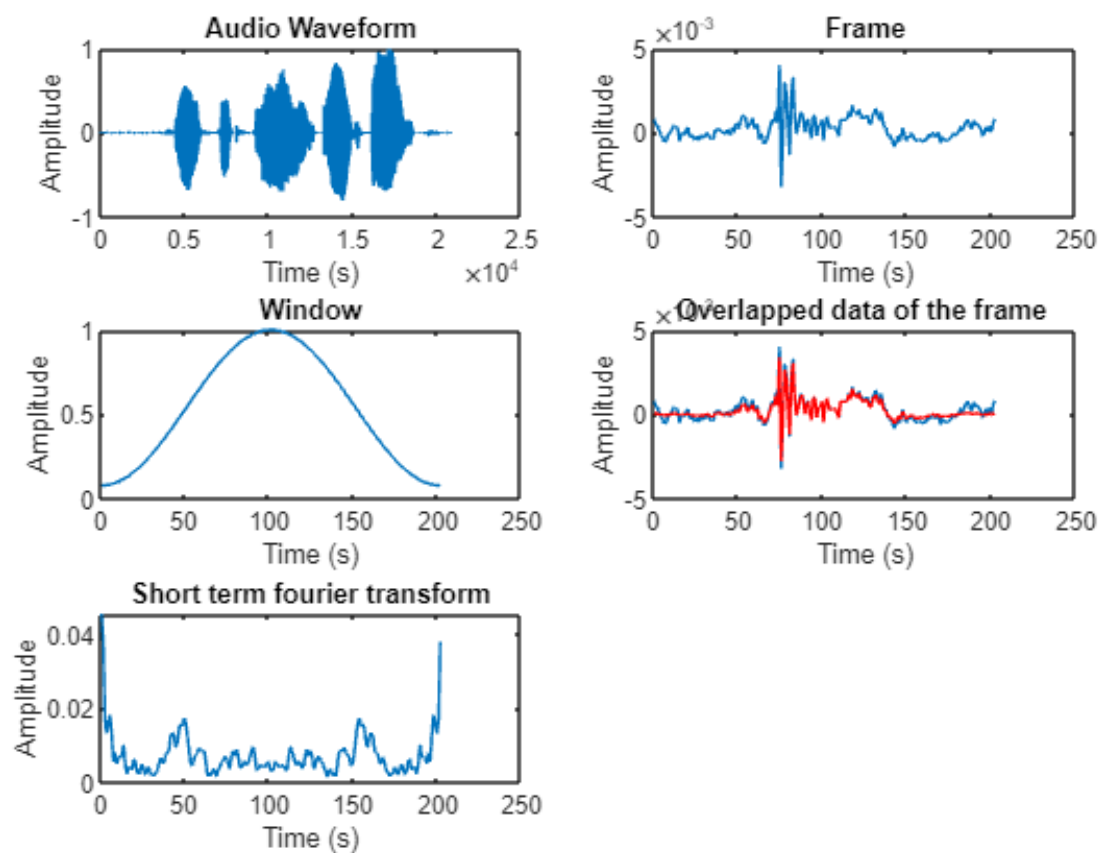 Audio Waveform
1
0
-1
Amplitude
0 0.5 1 1.5 2 2.5
×10^4
Time (s)
Frame
×10^-3
5
0
-5
Amplitude
0 50 100 150 200 250
Time (s)
Window
1
0.5
0
Amplitude
0 50 100 150 200 250
Time (s)
Overlapped data of the frame
×10^-3
5
0
-5
Amplitude
0 50 100 150 200 250
Time (s)
Short term fourier transform
0.04
0.02
0
Amplitude
0 50 100 150 200 250
Time (s)